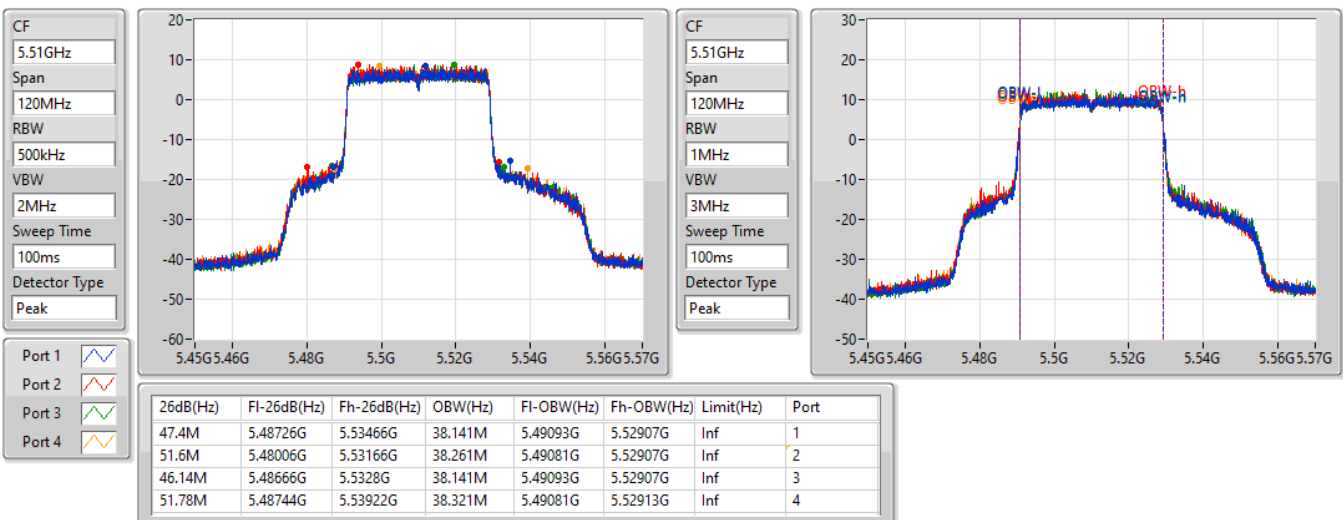 CF
5.51GHz
Span
120MHz
RBW
500kHz
VBW
2MHz
Sweep Time
100ms
Detector Type
Peak
20
10
0
-10
-20
-30
-40
-50
-60
5.45G 5.46G 5.48G 5.5G 5.52G 5.54G 5.56G 5.57G
CF
5.51GHz
Span
120MHz
RBW
1MHz
VBW
3MHz
Sweep Time
100ms
Detector Type
Peak
30
20
10
0
-10
-20
-30
-40
-50
OBW-l OBW-h
5.45G 5.46G 5.48G 5.5G 5.52G 5.54G 5.56G 5.57G
Port 1
Port 2
Port 3
Port 4
26dB(Hz) Fl-26dB(Hz) Fh-26dB(Hz) OBW(Hz) Fl-OBW(Hz) Fh-OBW(Hz) Limit(Hz) Port
47.4M 5.48726G 5.53466G 38.141M 5.49093G 5.52907G Inf 1
51.6M 5.48006G 5.53166G 38.261M 5.49081G 5.52907G Inf 2
46.14M 5.48666G 5.5328G 38.141M 5.49093G 5.52907G Inf 3
51.78M 5.48744G 5.53922G 38.321M 5.49081G 5.52913G Inf 4